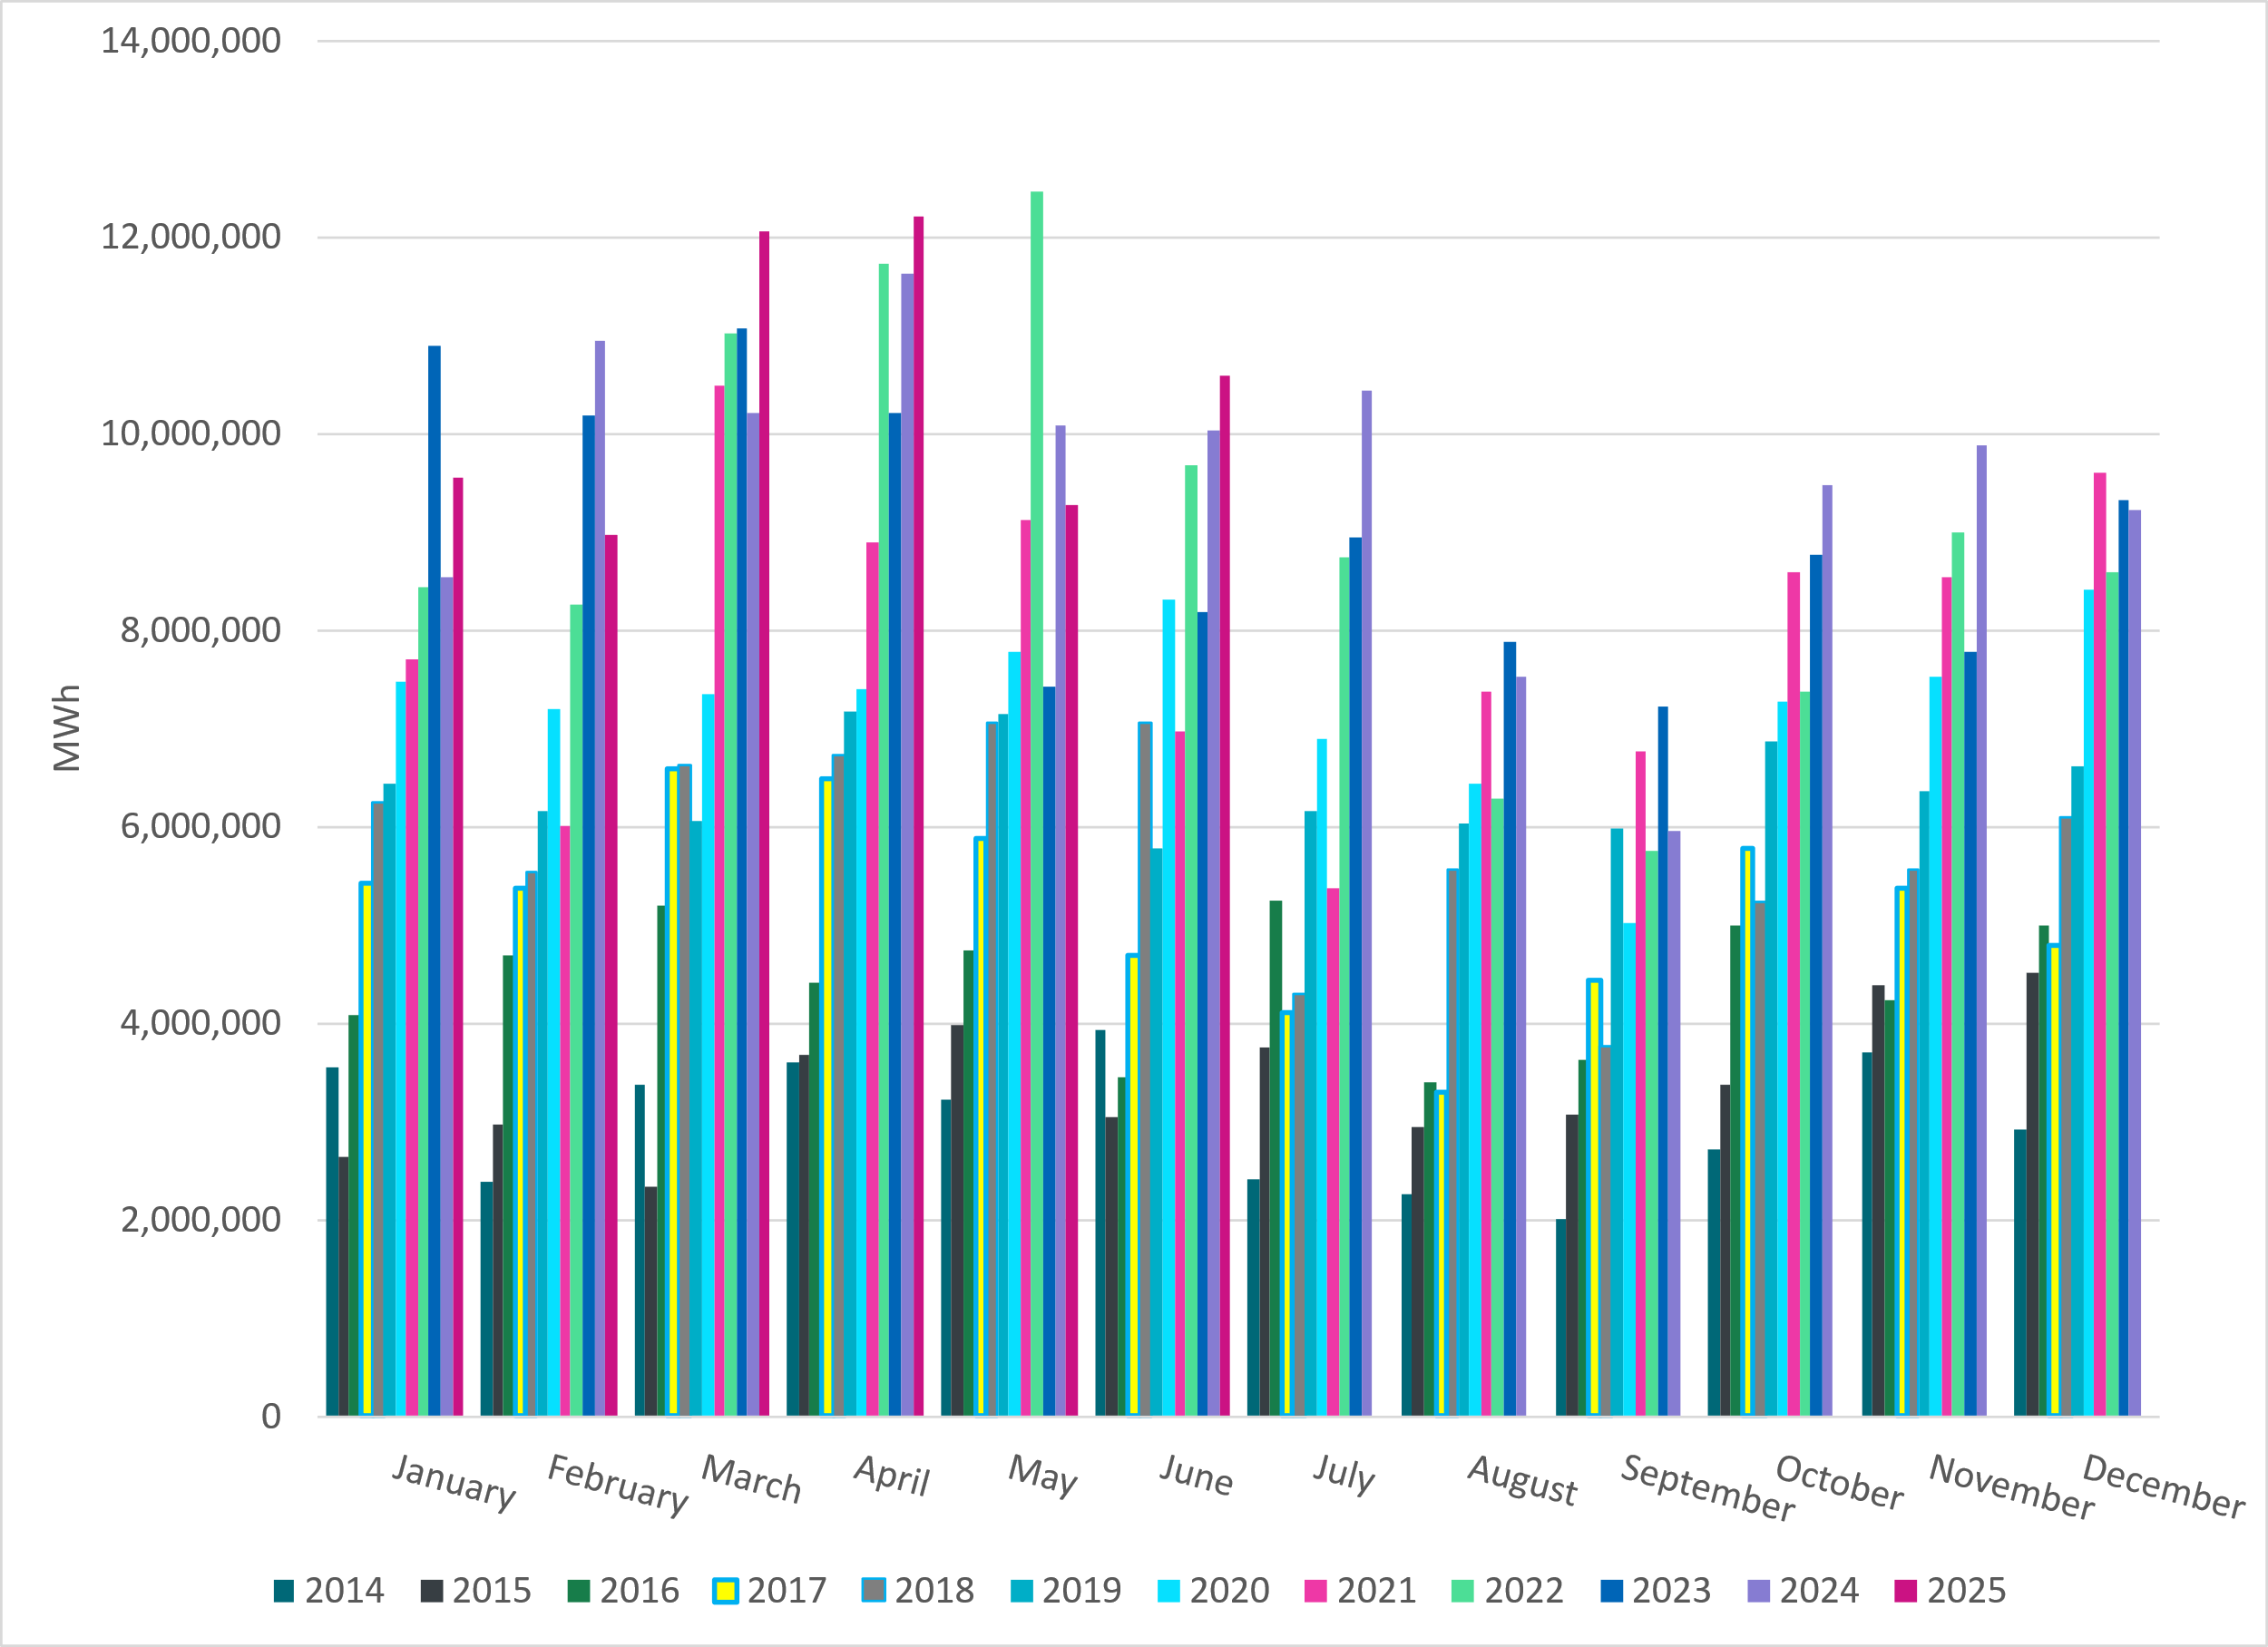 14,000,000
12,000,000
10,000,000
8,000,000
6,000,000
4,000,000
2,000,000
0
MWh
January February March April May June July August September October November December
2014 2015 2016 2017 2018 2019 2020 2021 2022 2023 2024 2025